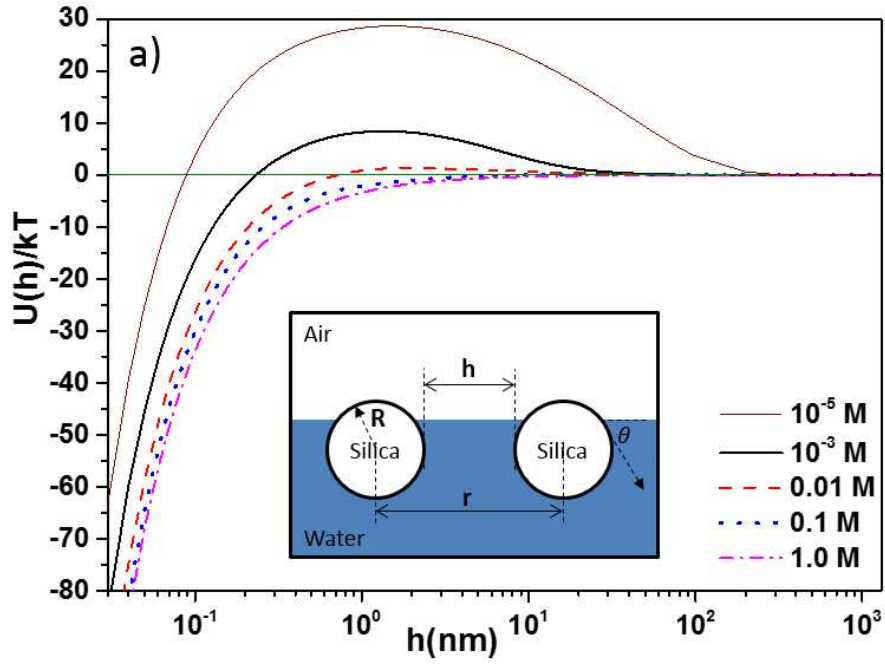 a)
30
20
10
0
-10
-20
-30
-40
-50
-60
-70
-80
U(h)/kT
Air
h
R
Silica
Silica
θ
r
Water
10⁻⁵ M
10⁻³ M
0.01 M
0.1 M
1.0 M
10⁻¹ 10⁰ 10¹ 10² 10³
h(nm)